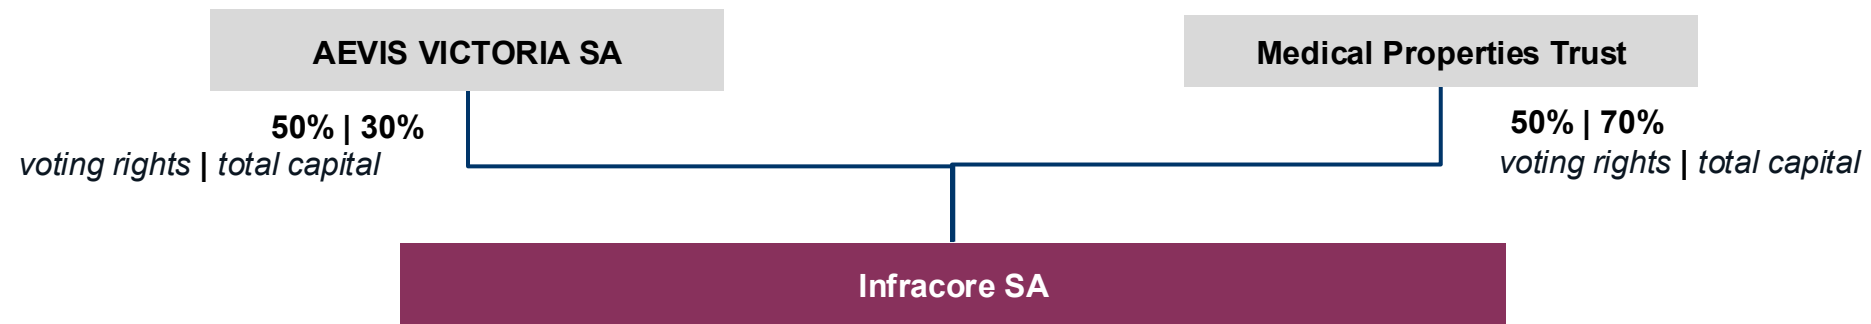 AEVIS VICTORIA SA
Medical Properties Trust
50% | 30%
voting rights | total capital
50% | 70%
voting rights | total capital
Infracore SA